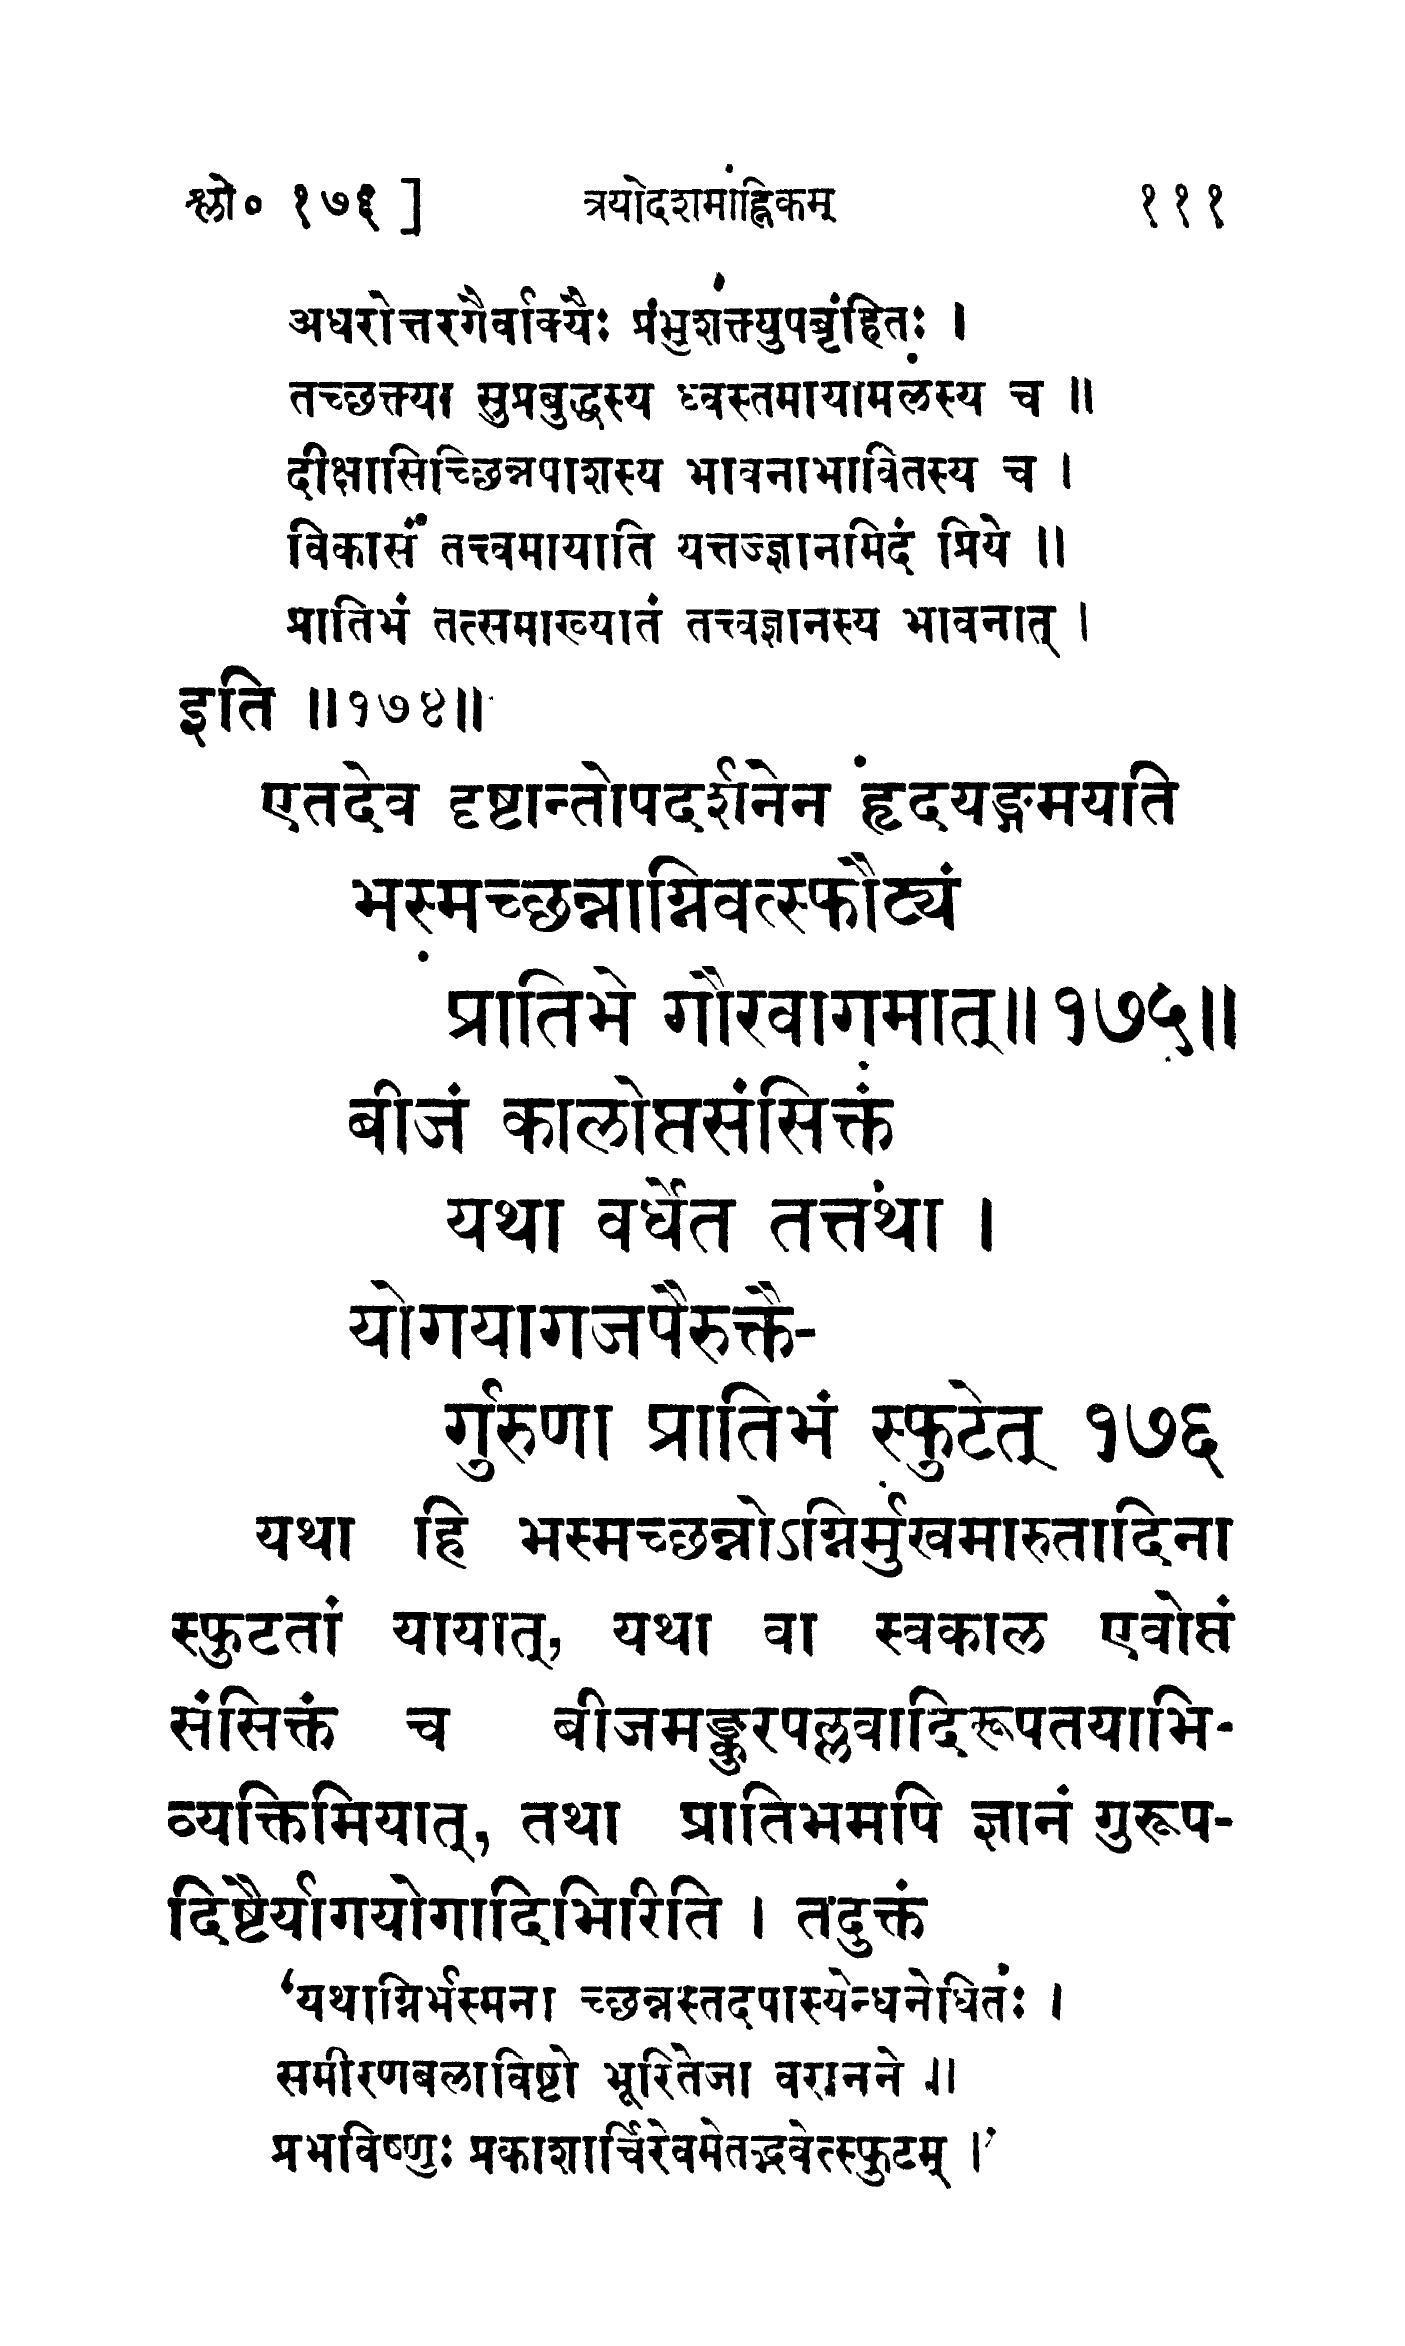 श्लो० १७६ ] त्रयोदशमाह्निकम् १११
अधरोत्तरगैर्वाक्यैः प्रभुशक्त्युपबृंहितः ।
तच्छक्त्या सुप्रबुद्धस्य ध्वस्तमायामलस्य च ॥
दीक्षासिच्छिन्नपाशस्य भावनाभावितस्य च ।
विकासं तत्त्वमायाति यत्तज्ज्ञानमिदं प्रिये ॥
प्रातिभं तत्समाख्यातं तत्त्वज्ञानस्य भावनात् ।
इति ॥१७४॥
एतदेव दृष्टान्तोपदर्शनेन हृदयङ्गमयति
भस्मच्छन्नाग्निवत्स्फौट्यं
प्रातिभे गौरवागमात्॥१७५॥
बीजं कालोप्तसंसिक्तं
यथा वर्धेत तत्तथा ।
योगयागजपैरुक्तै-
र्गुरुणा प्रातिभं स्फुटेत् १७६
यथा हि भस्मच्छन्नोऽग्निर्मुखमारुतादिना
स्फुटतां यायात्, यथा वा स्वकाल एवोप्तं
संसिक्तं च बीजमङ्कुरपल्लवादिरूपतयाभि-
व्यक्तिमियात्, तथा प्रातिभमपि ज्ञानं गुरूप-
दिष्टैर्यागयोगादिभिरिति । तदुक्तं
‘यथाग्निर्भस्मना च्छन्नस्तदपास्येन्धनेधितः ।
समीरणबलाविष्टो भूरितेजा वरानने ॥
प्रभविष्णुः प्रकाशार्चिरेवमेतद्भवेत्स्फुटम् ।’